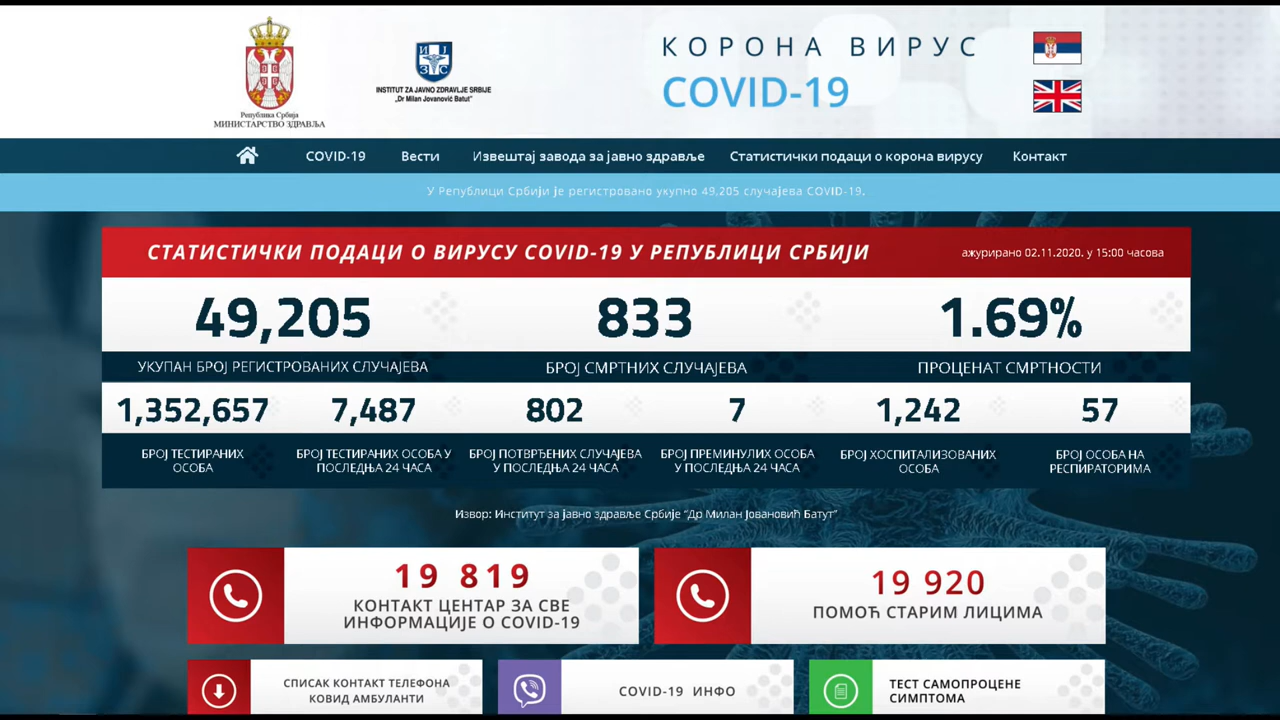 КОРОНА ВИРУС
COVID-19
И Ј
З С
INSTITUT ZA JAVNO ZDRAVLJE SRBIJE
„Dr Milan Jovanović Batut"
Република Србија
МИНИСТАРСТВО ЗДРАВЉА
COVID-19 Вести Извештај завода за јавно здравље Статистички подаци о корона вирусу Контакт
У Републици Србији је регистровано укупно 49,205 случајева COVID-19.
СТАТИСТИЧКИ ПОДАЦИ О ВИРУСУ COVID-19 У РЕПУБЛИЦИ СРБИЈИ ажурирано 02.11.2020. у 15:00 часова
49,205 833 1.69%
УКУПАН БРОЈ РЕГИСТРОВАНИХ СЛУЧАЈЕВА БРОЈ СМРТНИХ СЛУЧАЈЕВА ПРОЦЕНАТ СМРТНОСТИ
1,352,657 7,487 802 7 1,242 57
БРОЈ ТЕСТИРАНИХ
ОСОБА
БРОЈ ТЕСТИРАНИХ ОСОБА У
ПОСЛЕДЊА 24 ЧАСА
БРОЈ ПОТВРЂЕНИХ СЛУЧАЈЕВА
У ПОСЛЕДЊА 24 ЧАСА
БРОЈ ПРЕМИНУЛИХ ОСОБА
У ПОСЛЕДЊА 24 ЧАСА
БРОЈ ХОСПИТАЛИЗОВАНИХ
ОСОБА
БРОЈ ОСОБА НА
РЕСПИРАТОРИМА
Извор: Институт за јавно здравље Србије "Др Милан Јовановић Батут"
19 819
КОНТАКТ ЦЕНТАР ЗА СВЕ
ИНФОРМАЦИЈЕ О COVID-19
19 920
ПОМОЋ СТАРИМ ЛИЦИМА
СПИСАК КОНТАКТ ТЕЛЕФОНА
КОВИД АМБУЛАНТИ
COVID-19 ИНФО
ТЕСТ САМОПРОЦЕНЕ
СИМПТОМА